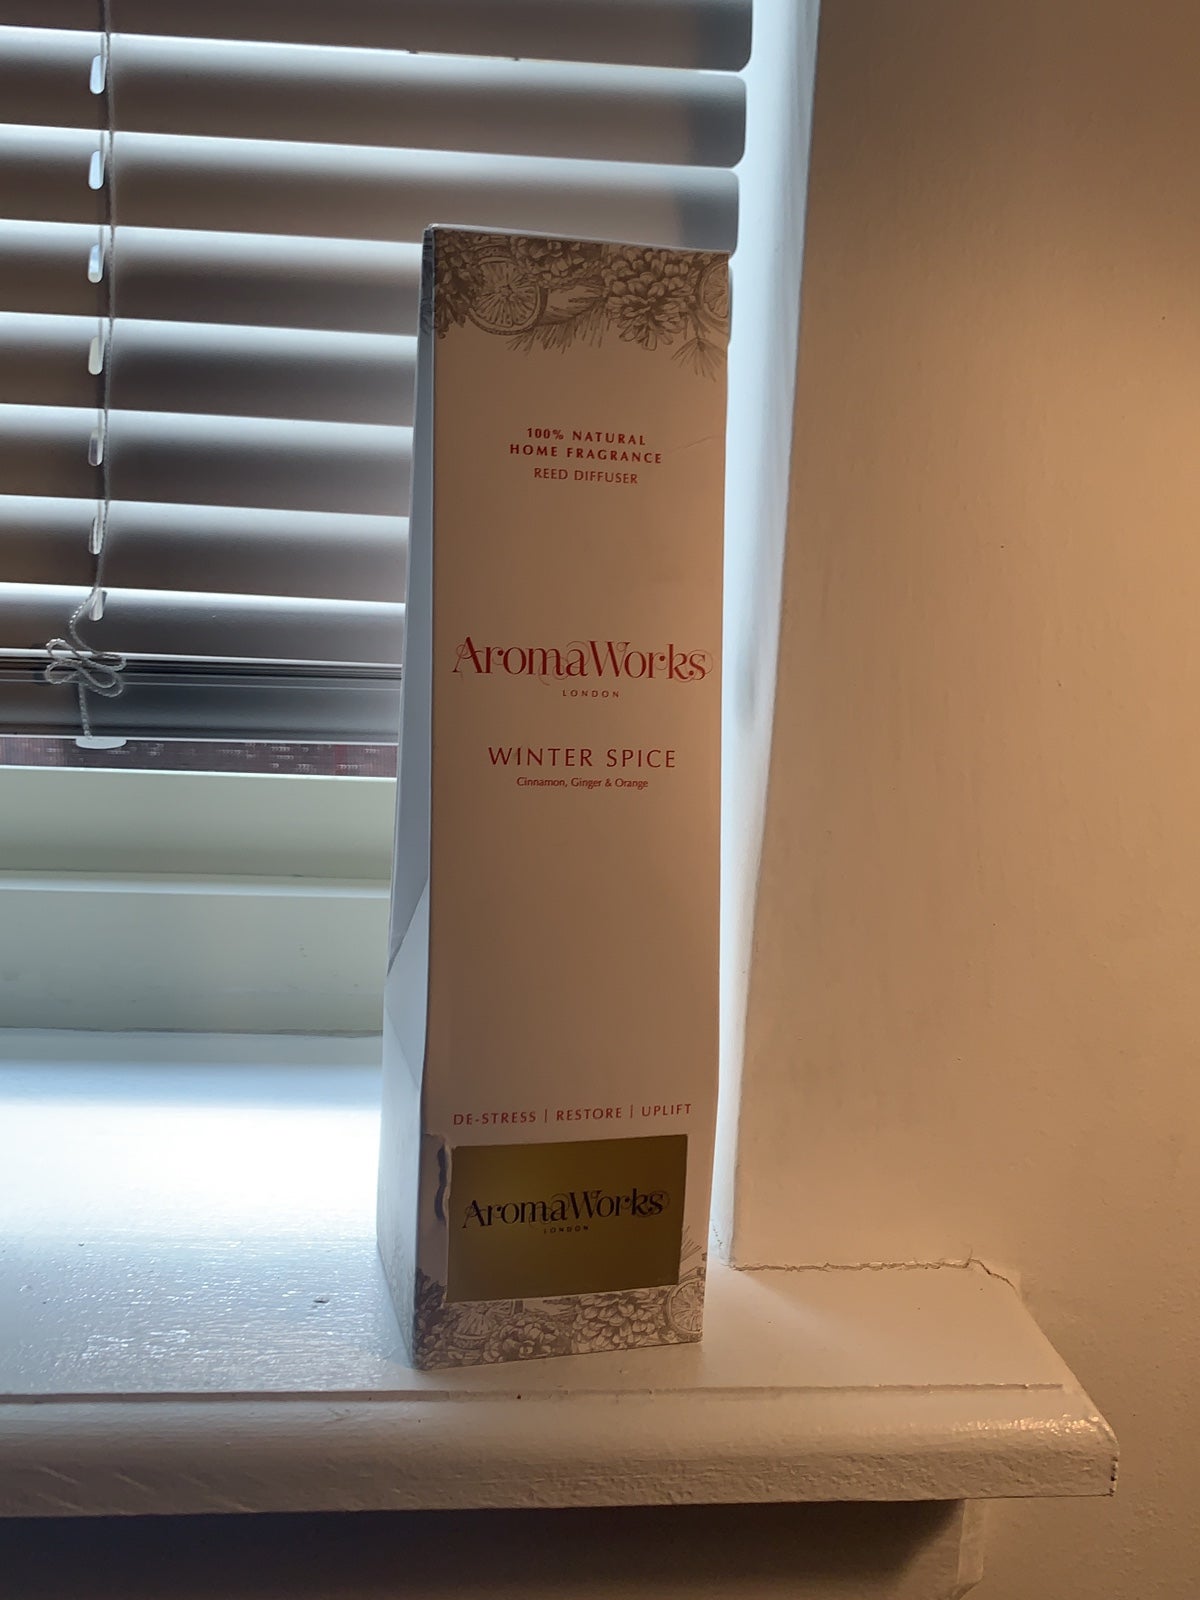 100% NATURAL
HOME FRAGRANCE
REED DIFFUSER
AromaWorks
LONDON
WINTER SPICE
Cinnamon, Ginger & Orange
DE-STRESS | RESTORE | UPLIFT
AromaWorks
LONDON